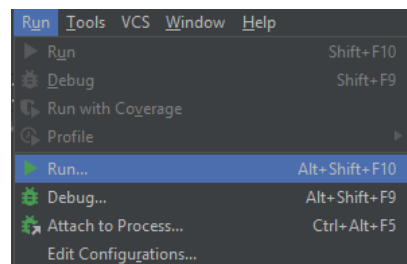 Run Tools VCS Window Help
Run Shift+F10
Debug Shift+F9
Run with Coverage
Profile
Run... Alt+Shift+F10
Debug... Alt+Shift+F9
Attach to Process... Ctrl+Alt+F5
Edit Configurations...